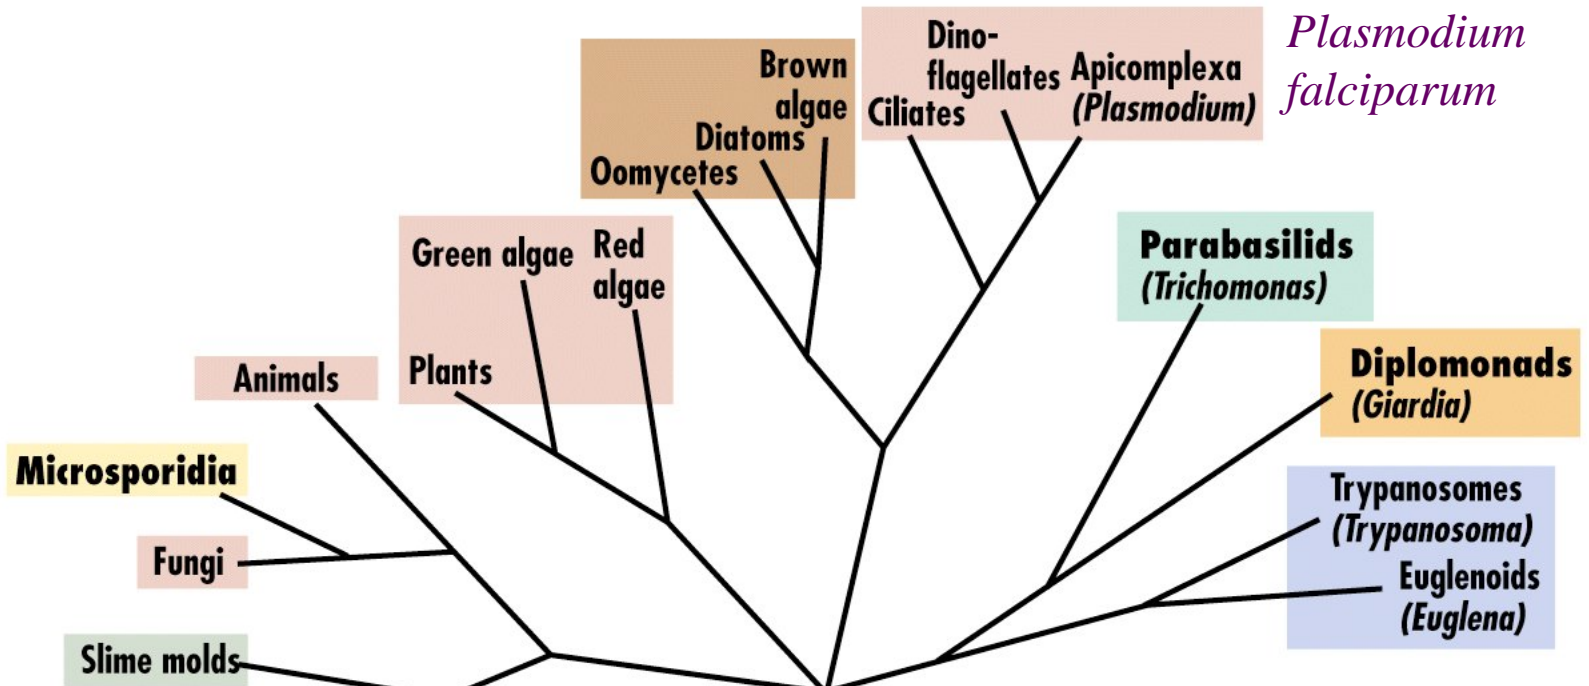 Plasmodium
falciparum
Dino-
flagellates
Apicomplexa
(Plasmodium)
Ciliates
Brown
algae
Diatoms
Oomycetes
Green algae
Red
algae
Plants
Parabasilids
(Trichomonas)
Diplomonads
(Giardia)
Animals
Microsporidia
Fungi
Slime molds
Trypanosomes
(Trypanosoma)
Euglenoids
(Euglena)